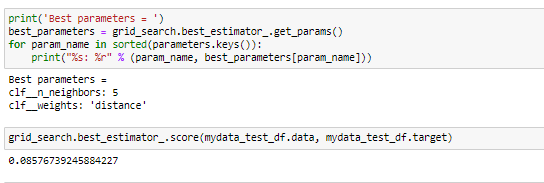 print('Best parameters = ')
best_parameters = grid_search.best_estimator_.get_params()
for param_name in sorted(parameters.keys()):
    print("%s: %r" % (param_name, best_parameters[param_name]))
Best parameters =
clf__n_neighbors: 5
clf__weights: 'distance'
grid_search.best_estimator_.score(mydata_test_df.data, mydata_test_df.target)
0.08576739245884227